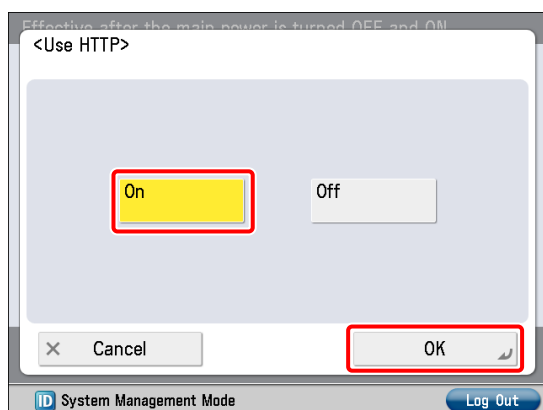 Effective after the main power is turned OFF and ON
<Use HTTP>
On
Off
Cancel
OK
ID System Management Mode
Log Out